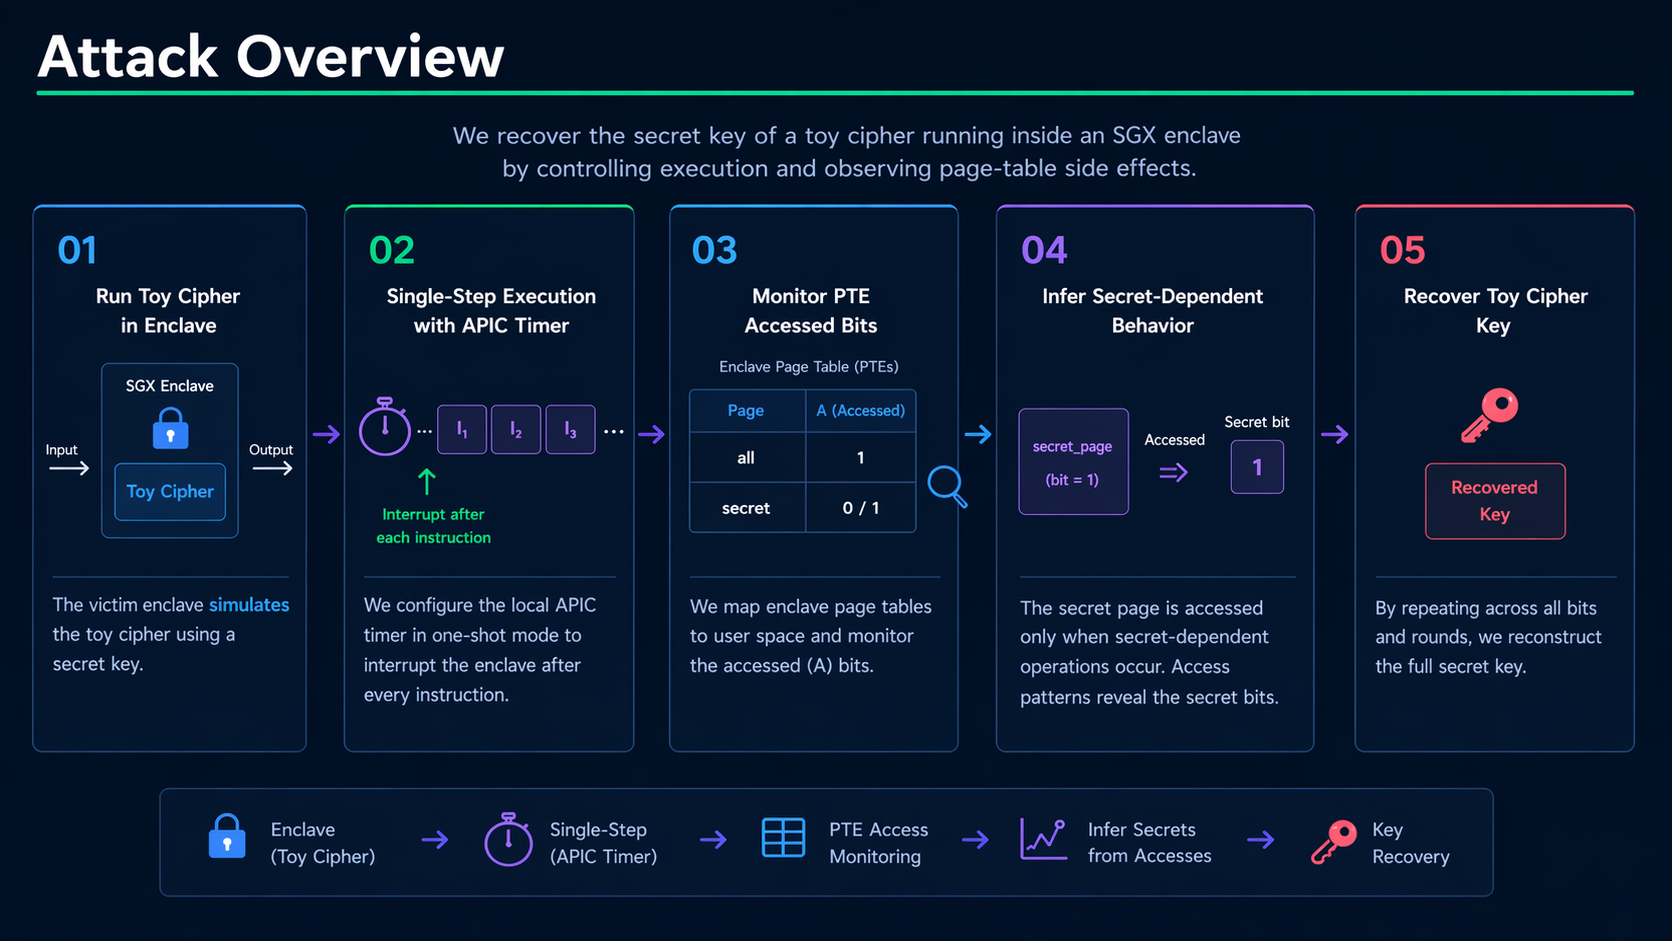 Attack Overview
We recover the secret key of a toy cipher running inside an SGX enclave
by controlling execution and observing page-table side effects.
01
Run Toy Cipher
in Enclave
SGX Enclave
Input
Output
Toy Cipher
The victim enclave simulates
the toy cipher using a
secret key.
02
Single-Step Execution
with APIC Timer
... I₁ I₂ I₃ ...
Interrupt after
each instruction
We configure the local APIC
timer in one-shot mode to
interrupt the enclave after
every instruction.
03
Monitor PTE
Accessed Bits
Enclave Page Table (PTEs)
Page A (Accessed)
all 1
secret 0 / 1
We map enclave page tables
to user space and monitor
the accessed (A) bits.
04
Infer Secret-Dependent
Behavior
secret_page
(bit = 1)
Accessed
Secret bit
1
The secret page is accessed
only when secret-dependent
operations occur. Access
patterns reveal the secret bits.
05
Recover Toy Cipher
Key
Recovered
Key
By repeating across all bits
and rounds, we reconstruct
the full secret key.
Enclave
(Toy Cipher)
Single-Step
(APIC Timer)
PTE Access
Monitoring
Infer Secrets
from Accesses
Key
Recovery